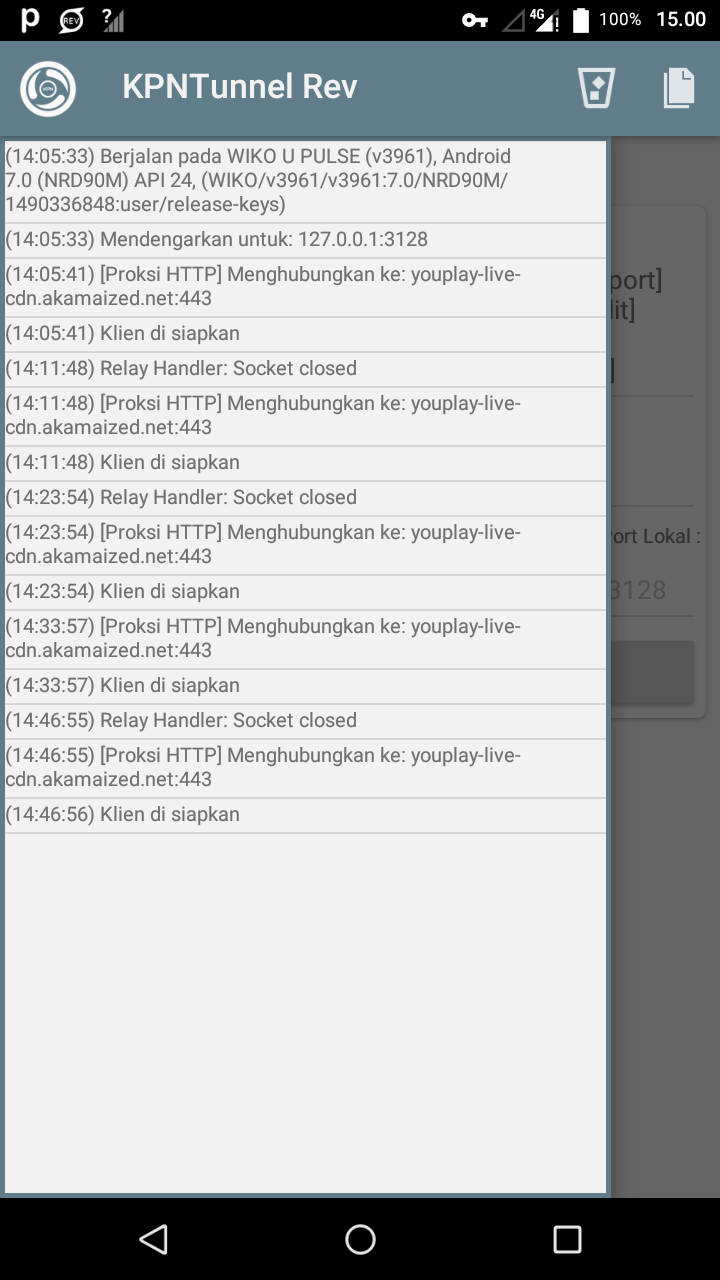 p REV ? 4G 100% 15.00
KPN KPNTunnel Rev
(14:05:33) Berjalan pada WIKO U PULSE (v3961), Android
7.0 (NRD90M) API 24, (WIKO/v3961/v3961:7.0/NRD90M/
1490336848:user/release-keys)
(14:05:33) Mendengarkan untuk: 127.0.0.1:3128
(14:05:41) [Proksi HTTP] Menghubungkan ke: youplay-live-
cdn.akamaized.net:443
(14:05:41) Klien di siapkan
(14:11:48) Relay Handler: Socket closed
(14:11:48) [Proksi HTTP] Menghubungkan ke: youplay-live-
cdn.akamaized.net:443
(14:11:48) Klien di siapkan
(14:23:54) Relay Handler: Socket closed
(14:23:54) [Proksi HTTP] Menghubungkan ke: youplay-live-
cdn.akamaized.net:443
(14:23:54) Klien di siapkan
(14:33:57) [Proksi HTTP] Menghubungkan ke: youplay-live-
cdn.akamaized.net:443
(14:33:57) Klien di siapkan
(14:46:55) Relay Handler: Socket closed
(14:46:55) [Proksi HTTP] Menghubungkan ke: youplay-live-
cdn.akamaized.net:443
(14:46:56) Klien di siapkan
port]
lit]
]
ort Lokal :
3128